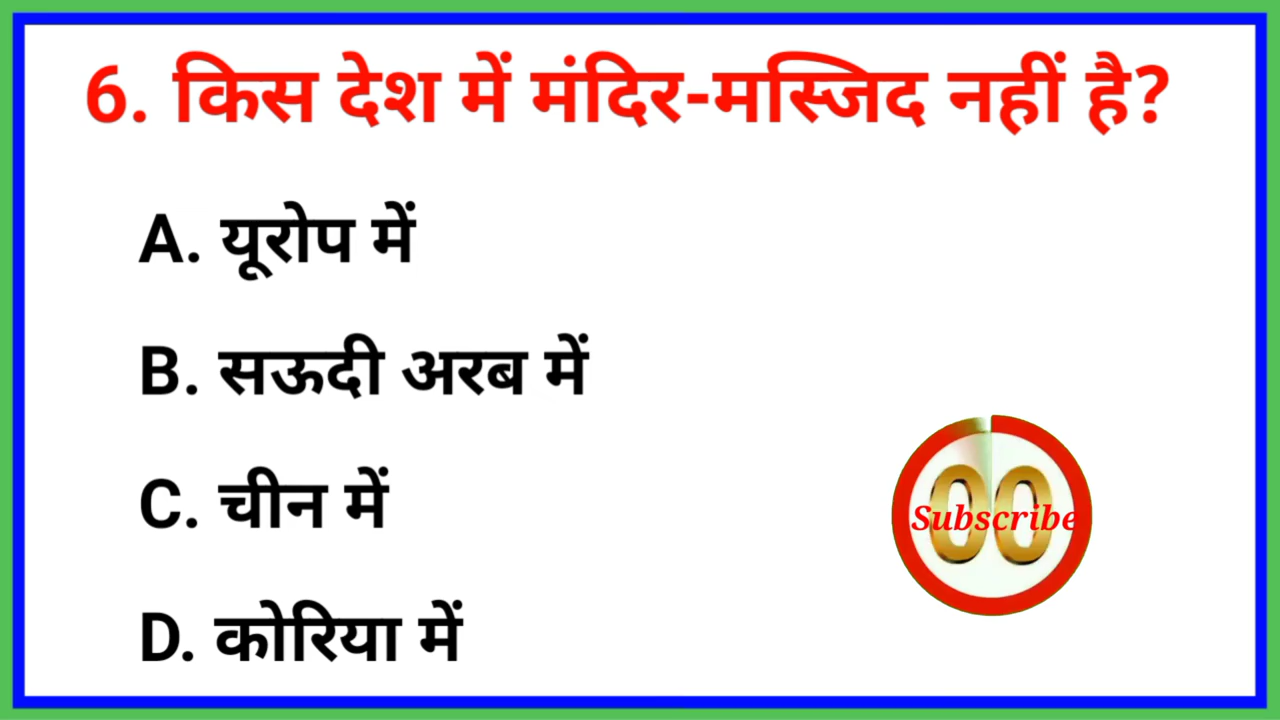 6. किस देश में मंदिर-मस्जिद नहीं है?
A. यूरोप में
B. सऊदी अरब में
C. चीन में
00
Subscribe
D. कोरिया में